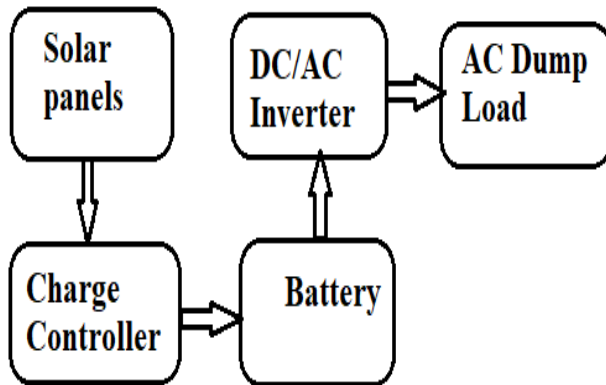 Solar
panels
DC/AC
Inverter
AC Dump
Load
Charge
Controller
Battery